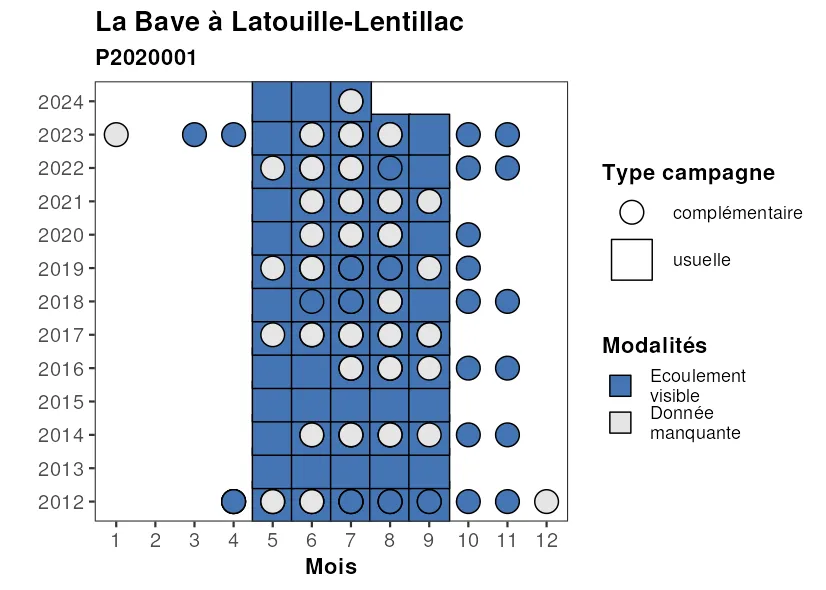 La Bave à Latouille-Lentillac
P2020001
2024
2023
2022
2021
2020
2019
2018
2017
2016
2015
2014
2013
2012
1 2 3 4 5 6 7 8 9 10 11 12
Mois
Type campagne
complémentaire
usuelle
Modalités
Ecoulement
visible
Donnée
manquante